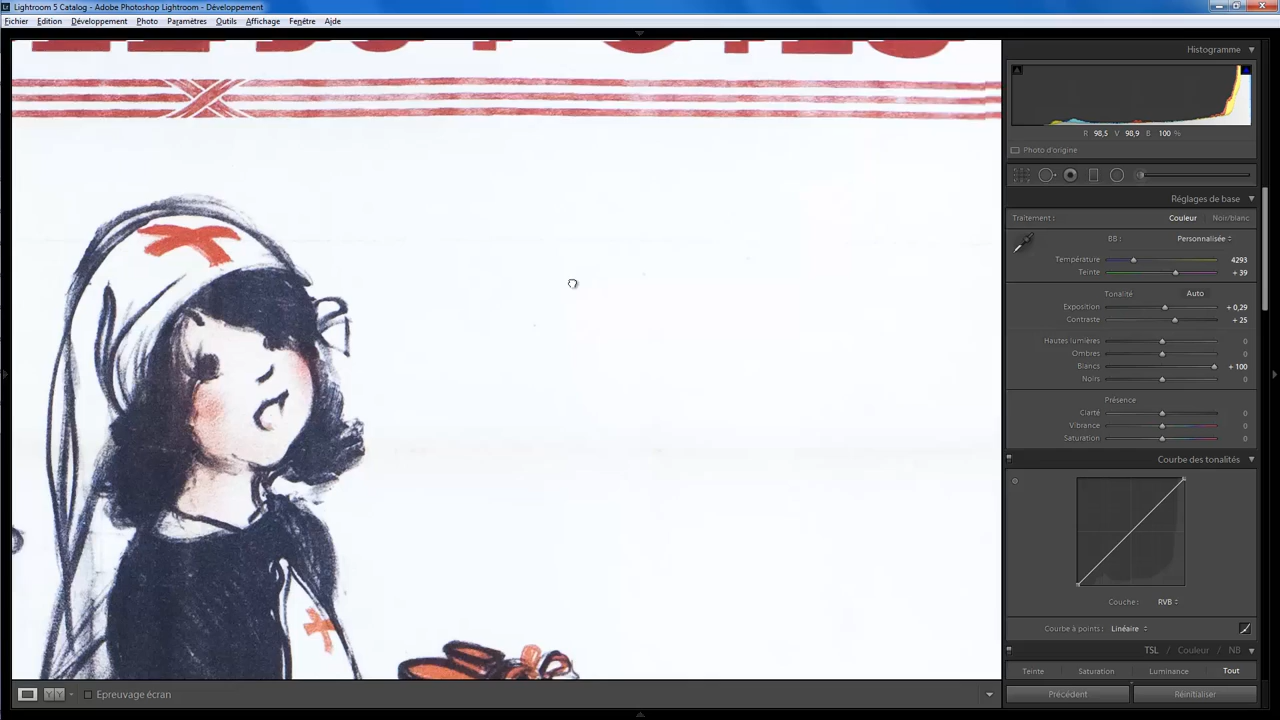 Lightroom 5 Catalog - Adobe Photoshop Lightroom - Développement
Fichier Edition Développement Photo Paramètres Outils Affichage Fenêtre Aide
Histogramme
R 98,5 V 98,9 B 100 %
Photo d'origine
Réglages de base
Traitement : Couleur Noir/blanc
BB : Personnalisée
Température 4293
Teinte + 39
Tonalité Auto
Exposition + 0,29
Contraste + 25
Hautes lumières 0
Ombres 0
Blancs + 100
Noirs 0
Présence
Clarté 0
Vibrance 0
Saturation 0
Courbe des tonalités
Couche : RVB
Courbe à points : Linéaire
TSL / Couleur / NB
Teinte Saturation Luminance Tout
Epreuvage écran
Précédent Réinitialiser